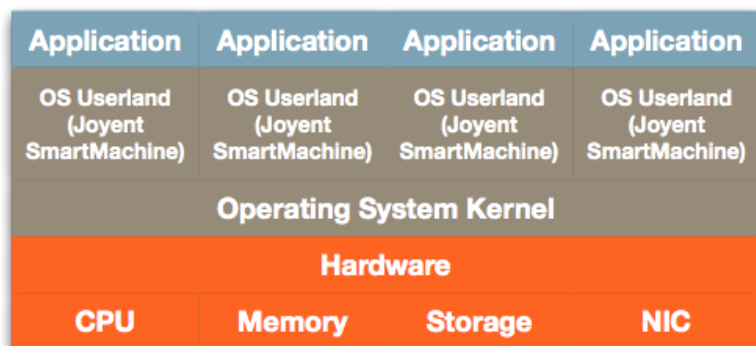 Application Application Application Application
OS Userland OS Userland OS Userland OS Userland
(Joyent (Joyent (Joyent (Joyent
SmartMachine) SmartMachine) SmartMachine) SmartMachine)
Operating System Kernel
Hardware
CPU Memory Storage NIC